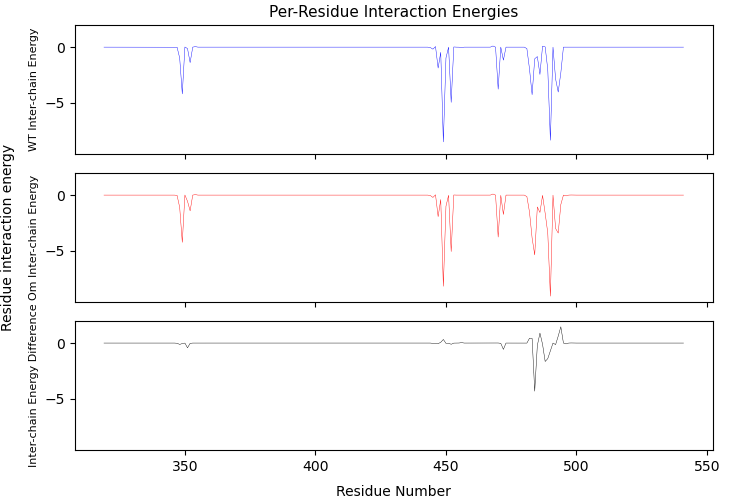 Per-Residue Interaction Energies
Residue interaction energy
WT Inter-chain Energy
0
−5
Om Inter-chain Energy
0
−5
Inter-chain Energy Difference
0
−5
350
400
450
500
550
Residue Number